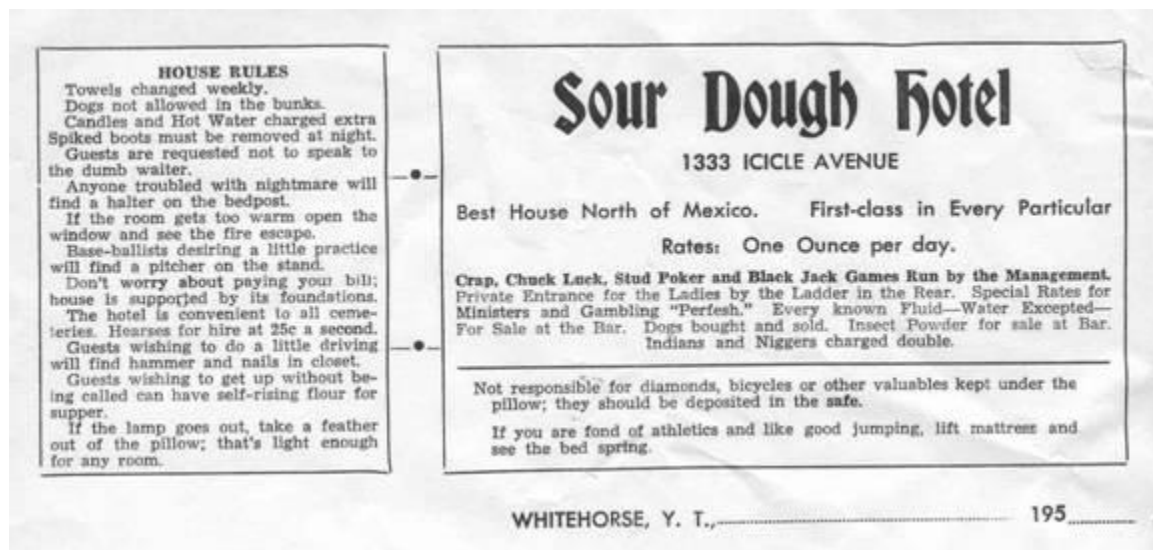 HOUSE RULES
Towels changed weekly.
Dogs not allowed in the bunks.
Candles and Hot Water charged extra
Spiked boots must be removed at night.
Guests are requested not to speak to
the dumb waiter.
Anyone troubled with nightmare will
find a halter on the bedpost.
If the room gets too warm open the
window and see the fire escape.
Base-ballists desiring a little practice
will find a pitcher on the stand.
Don't worry about paying your bill;
house is supported by its foundations.
The hotel is convenient to all ceme-
teries. Hearses for hire at 25c a second.
Guests wishing to do a little driving
will find hammer and nails in closet.
Guests wishing to get up without be-
ing called can have self-rising flour for
supper.
If the lamp goes out, take a feather
out of the pillow; that's light enough
for any room.
Sour Dough Hotel
1333 ICICLE AVENUE
Best House North of Mexico. First-class in Every Particular
Rates: One Ounce per day.
Crap, Chuck Luck, Stud Poker and Black Jack Games Run by the Management.
Private Entrance for the Ladies by the Ladder in the Rear. Special Rates for
Ministers and Gambling "Perfesh." Every known Fluid—Water Excepted—
For Sale at the Bar. Dogs bought and sold. Insect Powder for sale at Bar.
Indians and Niggers charged double.
Not responsible for diamonds, bicycles or other valuables kept under the
pillow; they should be deposited in the safe.
If you are fond of athletics and like good jumping, lift mattress and
see the bed spring.
WHITEHORSE, Y. T., 195